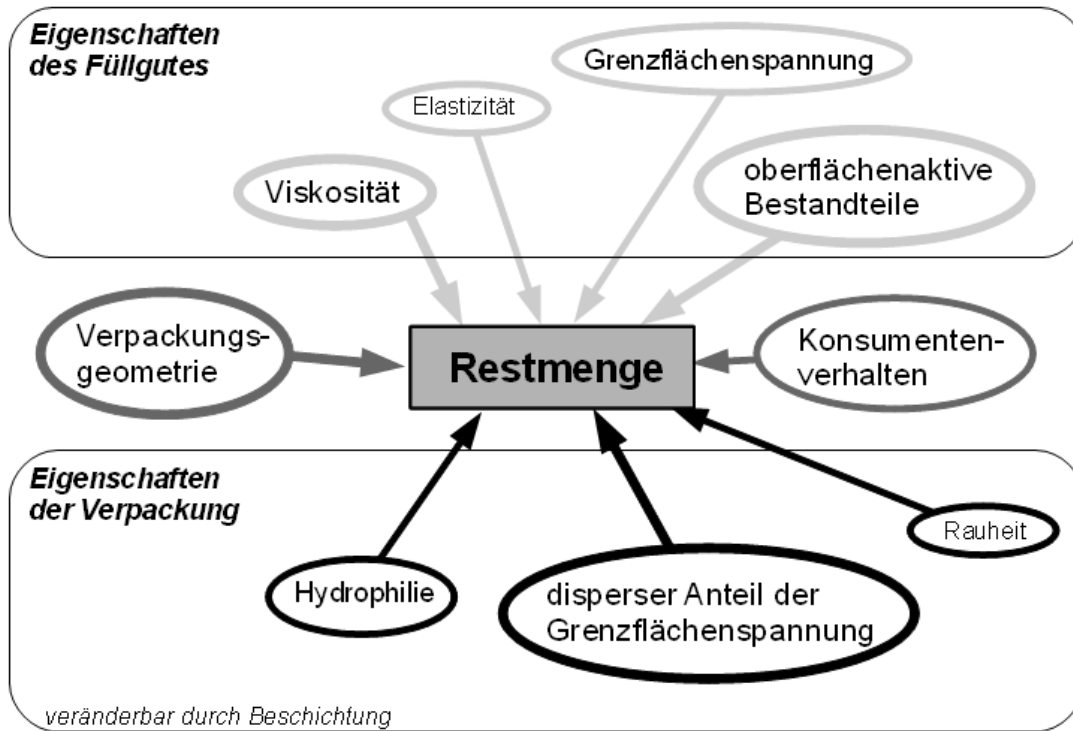 Eigenschaften
des Füllgutes
Grenzflächenspannung
Elastizität
Viskosität
oberflächenaktive
Bestandteile
Verpackungs-
geometrie
Restmenge
Konsumenten-
verhalten
Eigenschaften
der Verpackung
Rauheit
Hydrophilie
disperser Anteil der
Grenzflächenspannung
veränderbar durch Beschichtung